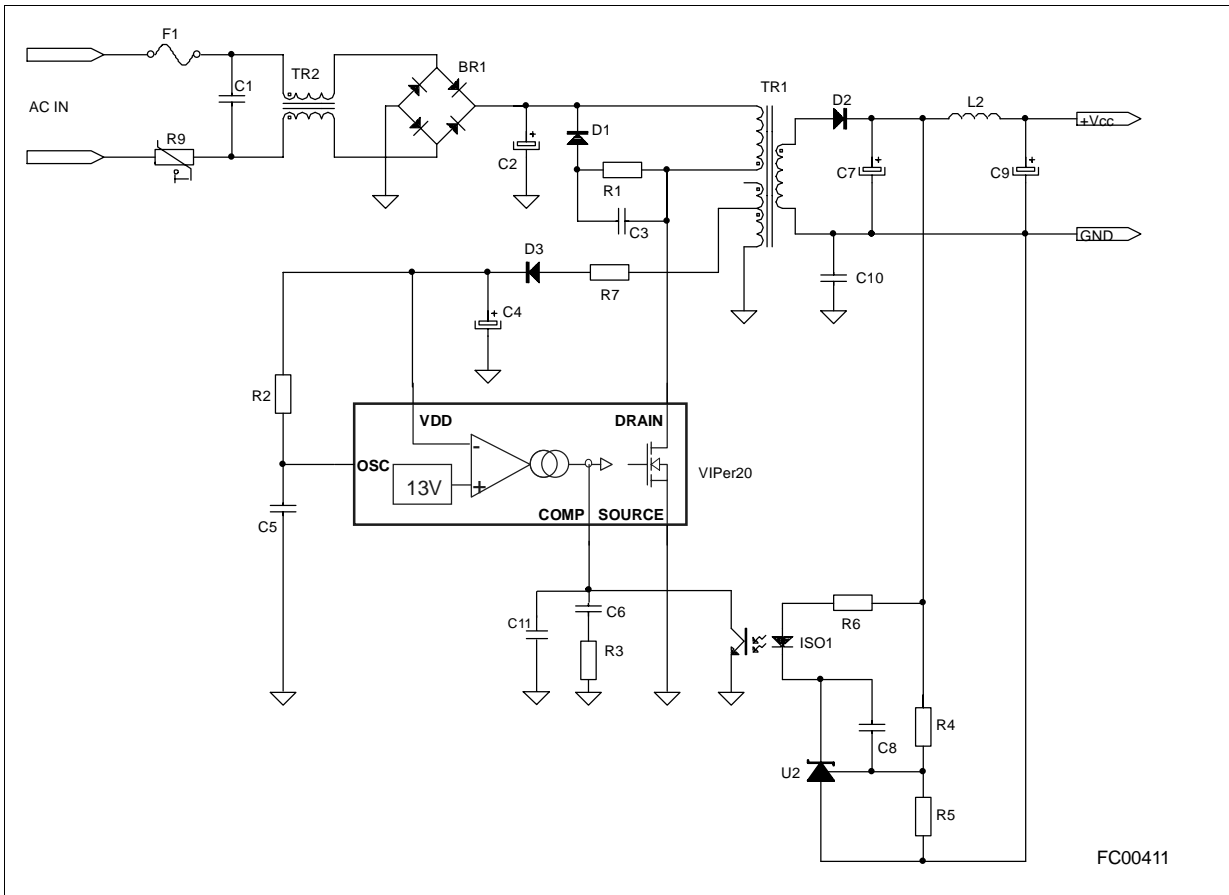 F1
BR1
TR1
TR2
D2
L2
C1
+Vcc
AC IN
D1
R9
C2
C7
C9
+
+
+
R1
C3
GND
D3
C10
R7
+
C4
R2
VDD
DRAIN
-
OSC
13V
+
VIPer20
C5
COMP
SOURCE
C6
C11
R6
ISO1
R3
R4
C8
U2
R5
FC00411